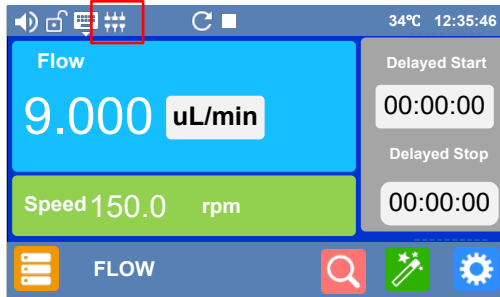 34℃ 12:35:46
Flow
9.000 uL/min
Speed 150.0 rpm
Delayed Start
00:00:00
Delayed Stop
00:00:00
FLOW